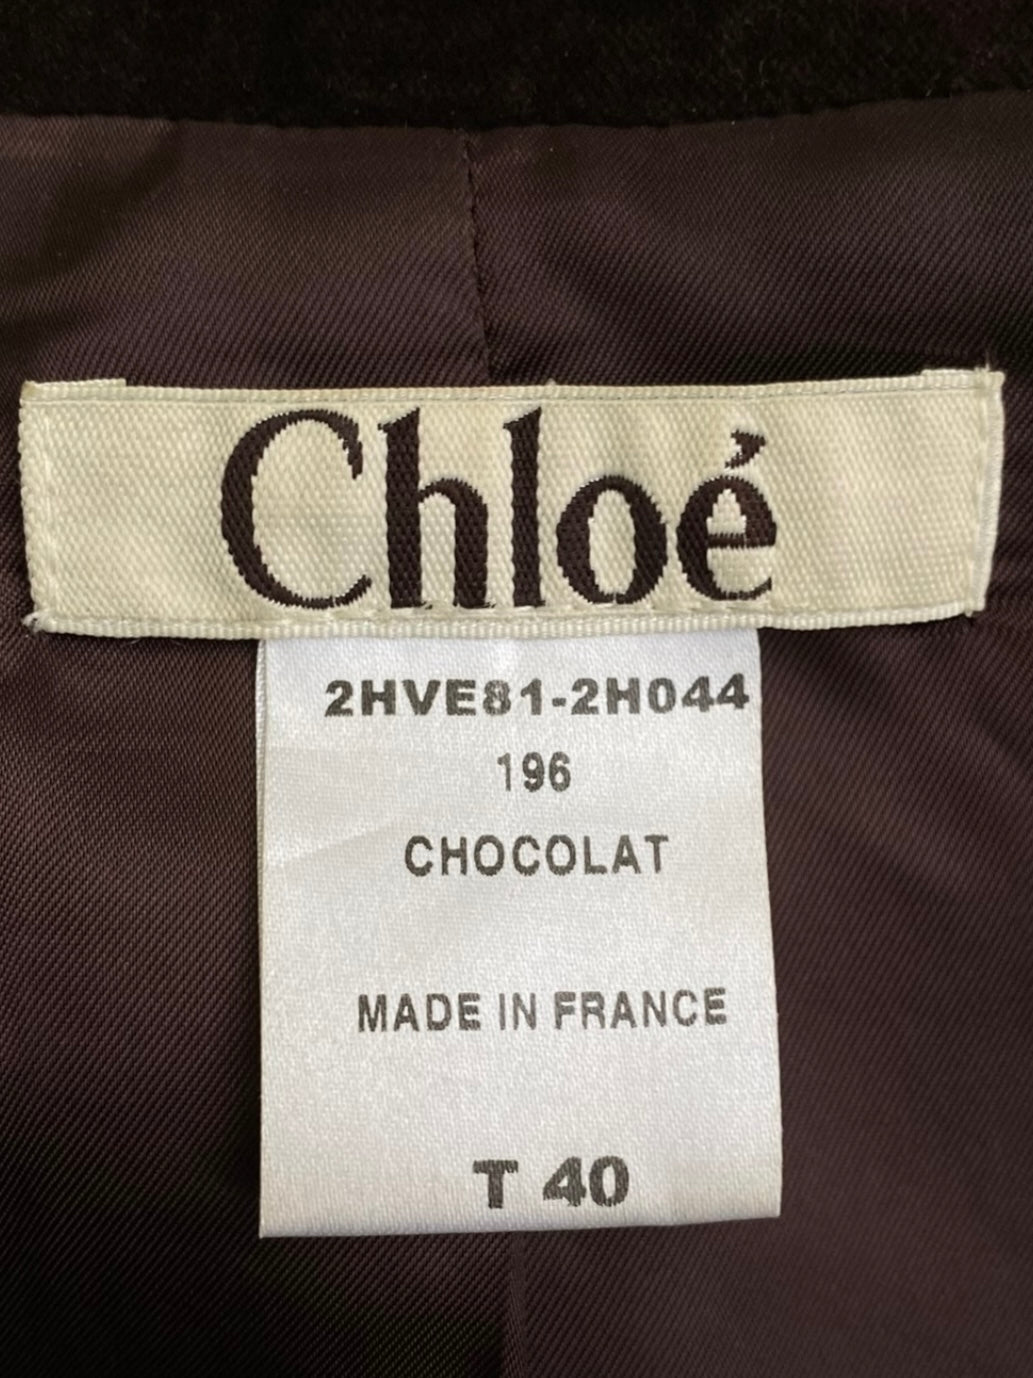 Chloé
2HVE81-2H044
196
CHOCOLAT
MADE IN FRANCE
T 40